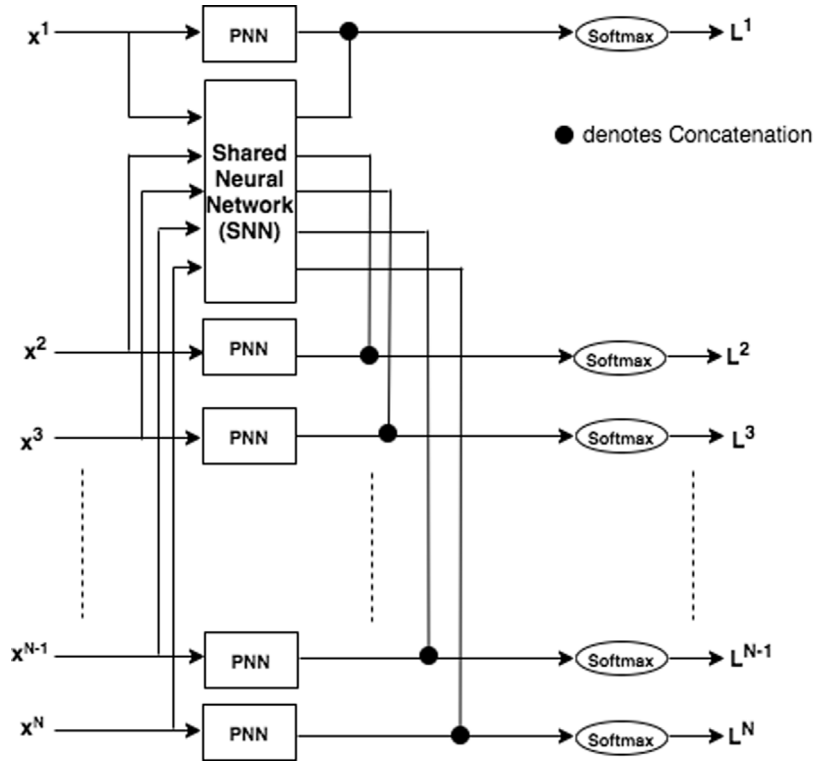 x¹ PNN Softmax L¹
● denotes Concatenation
Shared
Neural
Network
(SNN)
x² PNN Softmax L²
x³ PNN Softmax L³
xᴺ⁻¹ PNN Softmax Lᴺ⁻¹
xᴺ PNN Softmax Lᴺ